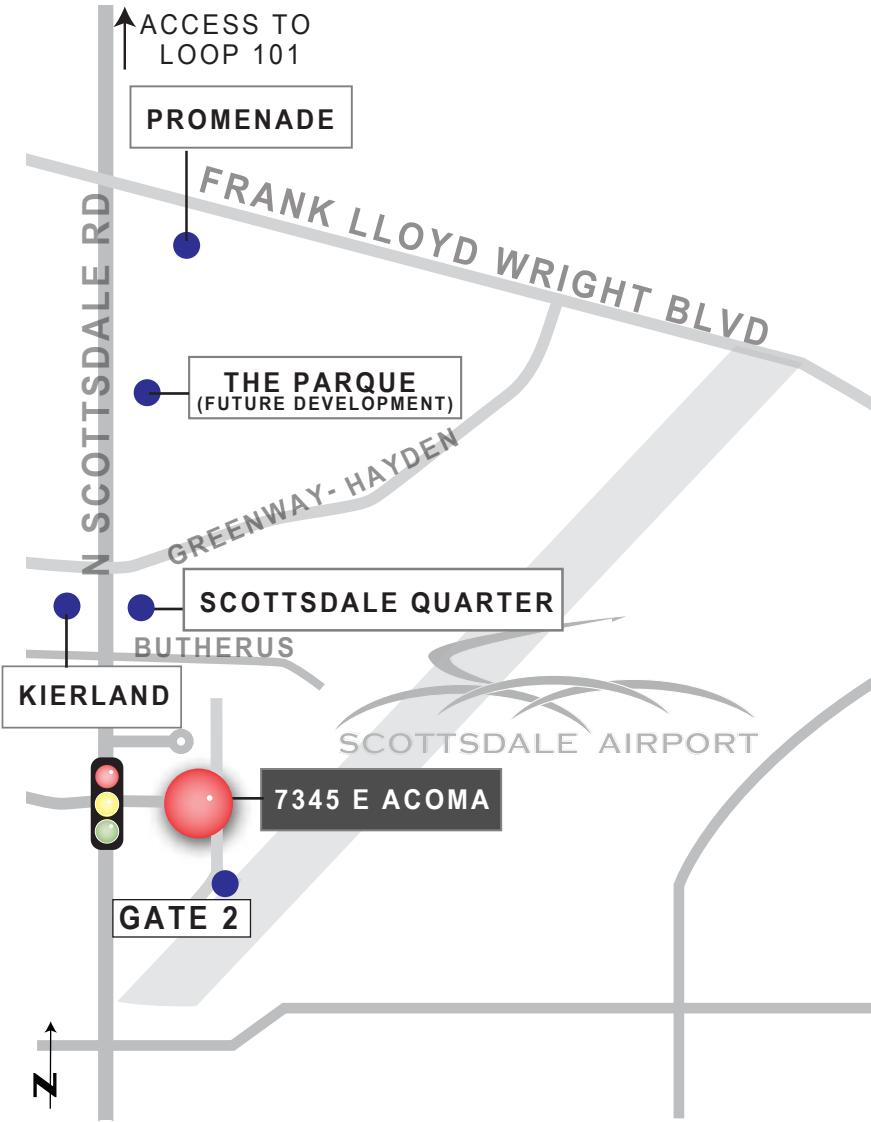 ACCESS TO
LOOP 101
PROMENADE
FRANK LLOYD WRIGHT BLVD
N SCOTTSDALE RD
THE PARQUE
(FUTURE DEVELOPMENT)
GREENWAY- HAYDEN
SCOTTSDALE QUARTER
BUTHERUS
KIERLAND
SCOTTSDALE AIRPORT
7345 E ACOMA
GATE 2
N